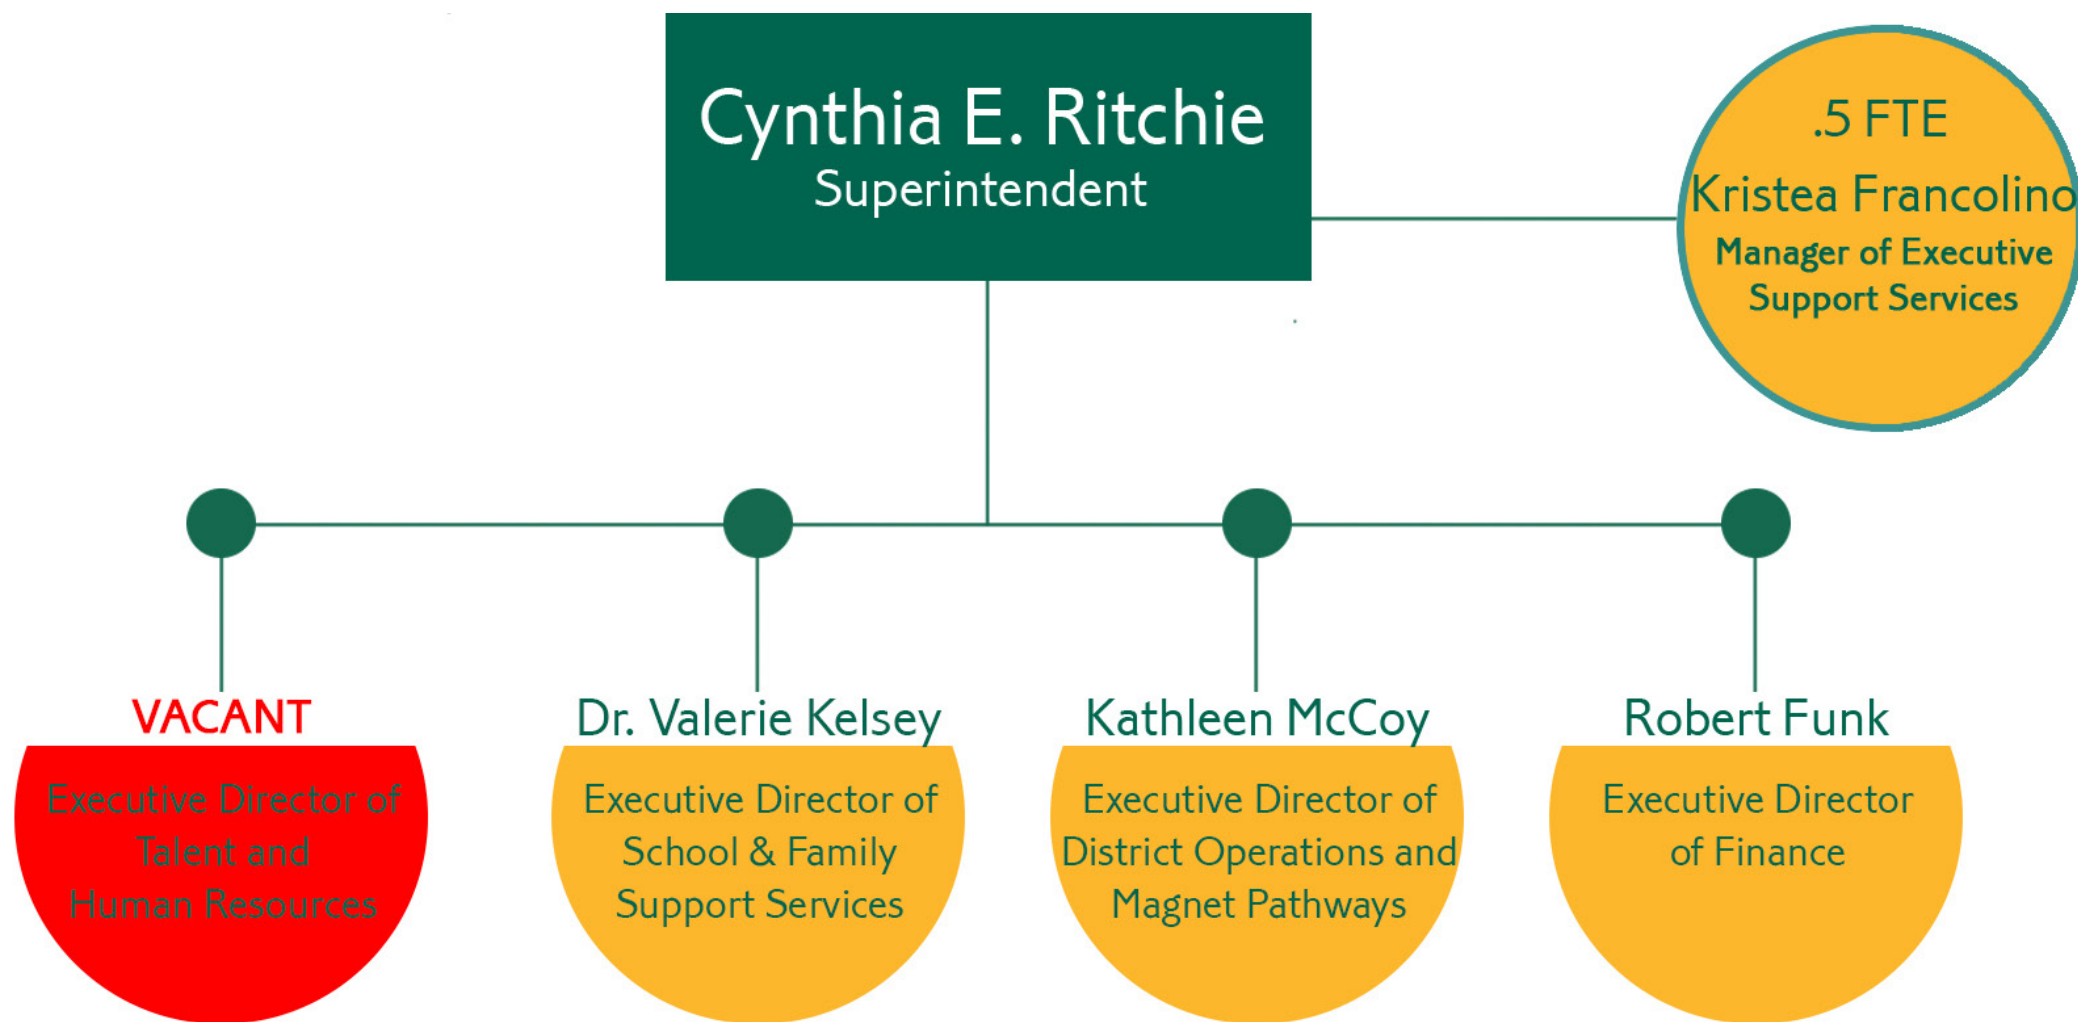 Cynthia E. Ritchie
Superintendent
.5 FTE
Kristea Francolino
Manager of Executive
Support Services
VACANT
Executive Director of
Talent and
Human Resources
Dr. Valerie Kelsey
Executive Director of
School & Family
Support Services
Kathleen McCoy
Executive Director of
District Operations and
Magnet Pathways
Robert Funk
Executive Director
of Finance